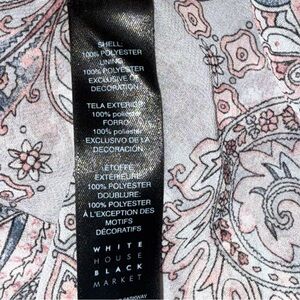 SHELL:
100% POLYESTER
LINING:
100% POLYESTER
EXCLUSIVE OF
DECORATION
TELA EXTERIOR:
100% poliéster
FORRO:
100% poliéster
EXCLUSIVO DE LA
DECORACIÓN
ÉTOFFE
EXTÉRIEURE:
100% POLYESTER
DOUBLURE:
100% POLYESTER
À L'EXCEPTION DES
MOTIFS
DÉCORATIFS
WHITE
HOUSE
BLACK
MARKET
PARKWAY